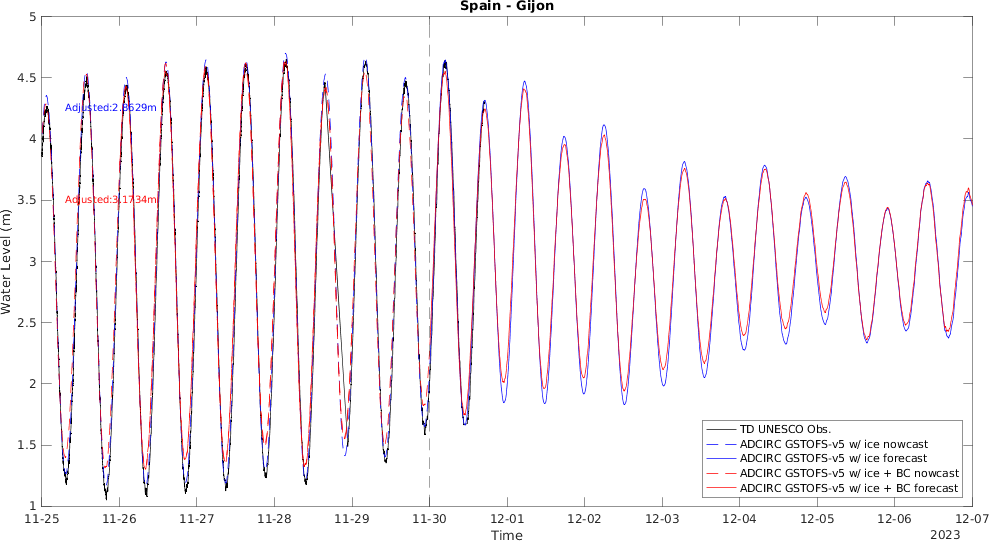 Spain - Gijon
Water Level (m)
5
4.5
4
3.5
3
2.5
2
1.5
1
Adjusted:2.8629m
Adjusted:3.1734m
TD UNESCO Obs.
ADCIRC GSTOFS-v5 w/ ice nowcast
ADCIRC GSTOFS-v5 w/ ice forecast
ADCIRC GSTOFS-v5 w/ ice + BC nowcast
ADCIRC GSTOFS-v5 w/ ice + BC forecast
11-25 11-26 11-27 11-28 11-29 11-30 12-01 12-02 12-03 12-04 12-05 12-06 12-07
Time
2023